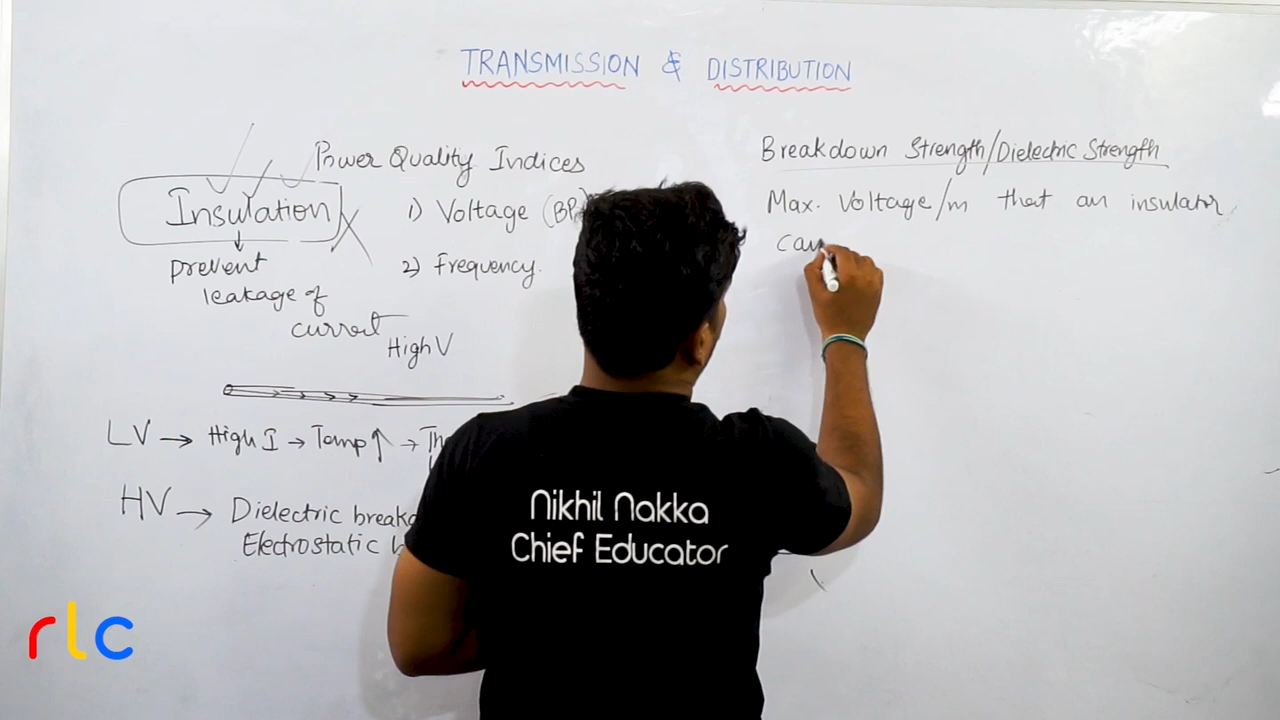 TRANSMISSION & DISTRIBUTION
Power Quality Indices
Insulation
1) Voltage
2) Frequency.
prevent
leakage of
current
High V
LV → High I → Temp ↑ →
HV → Dielectric
Electrostatic
Breakdown Strength/Dielectric Strength
Max. Voltage/m that an insulator
can
Nikhil Nakka
Chief Educator
rlc